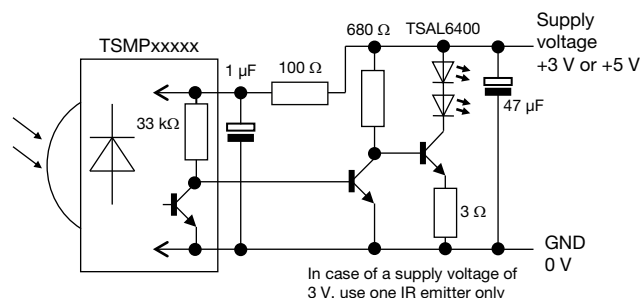 TSMPxxxxx
1 µF
100 Ω
680 Ω
TSAL6400
Supply
voltage
+3 V or +5 V
33 kΩ
47 µF
3 Ω
GND
0 V
In case of a supply voltage of
3 V, use one IR emitter only